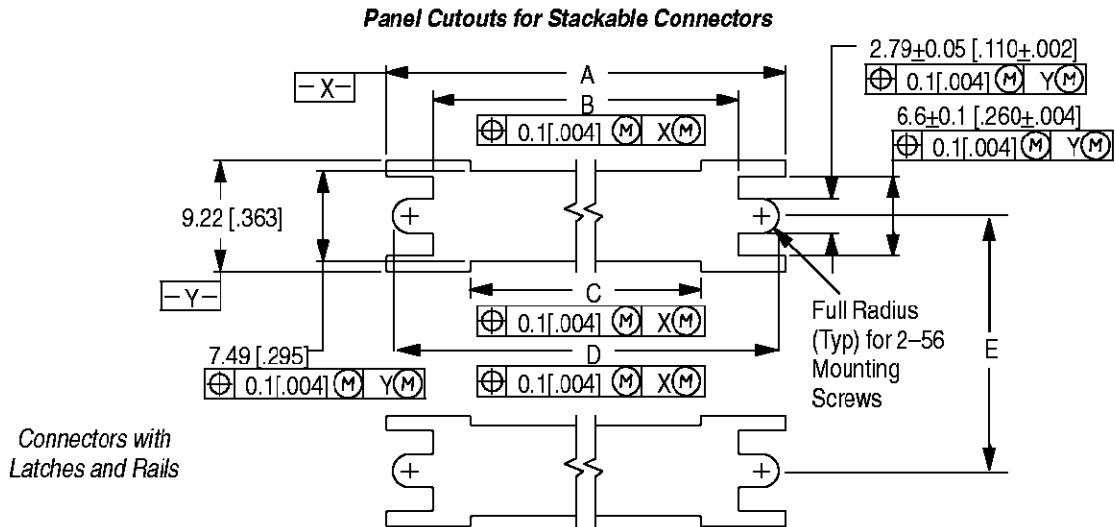 Panel Cutouts for Stackable Connectors
2.79±0.05 [.110±.002]
⌖ 0.1[.004] Ⓜ YⓂ
A
–X–
B
6.6±0.1 [.260±.004]
⌖ 0.1[.004] Ⓜ XⓂ
⌖ 0.1[.004] Ⓜ YⓂ
9.22 [.363]
–Y–
C
⌖ 0.1[.004] Ⓜ XⓂ
Full Radius
(Typ) for 2–56
Mounting
Screws
E
7.49 [.295]
⌖ 0.1[.004] Ⓜ YⓂ
D
⌖ 0.1[.004] Ⓜ XⓂ
Connectors with
Latches and Rails